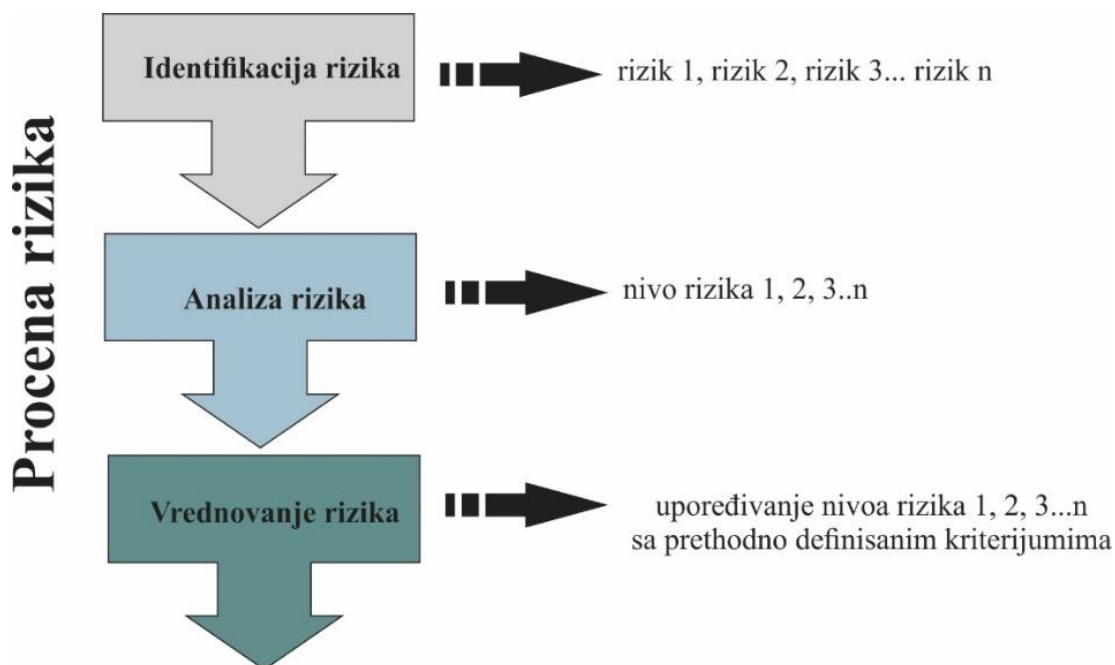 Procena rizika
Identifikacija rizika
rizik 1, rizik 2, rizik 3... rizik n
Analiza rizika
nivo rizika 1, 2, 3..n
Vrednovanje rizika
upoređivanje nivoa rizika 1, 2, 3...n
sa prethodno definisanim kriterijumima